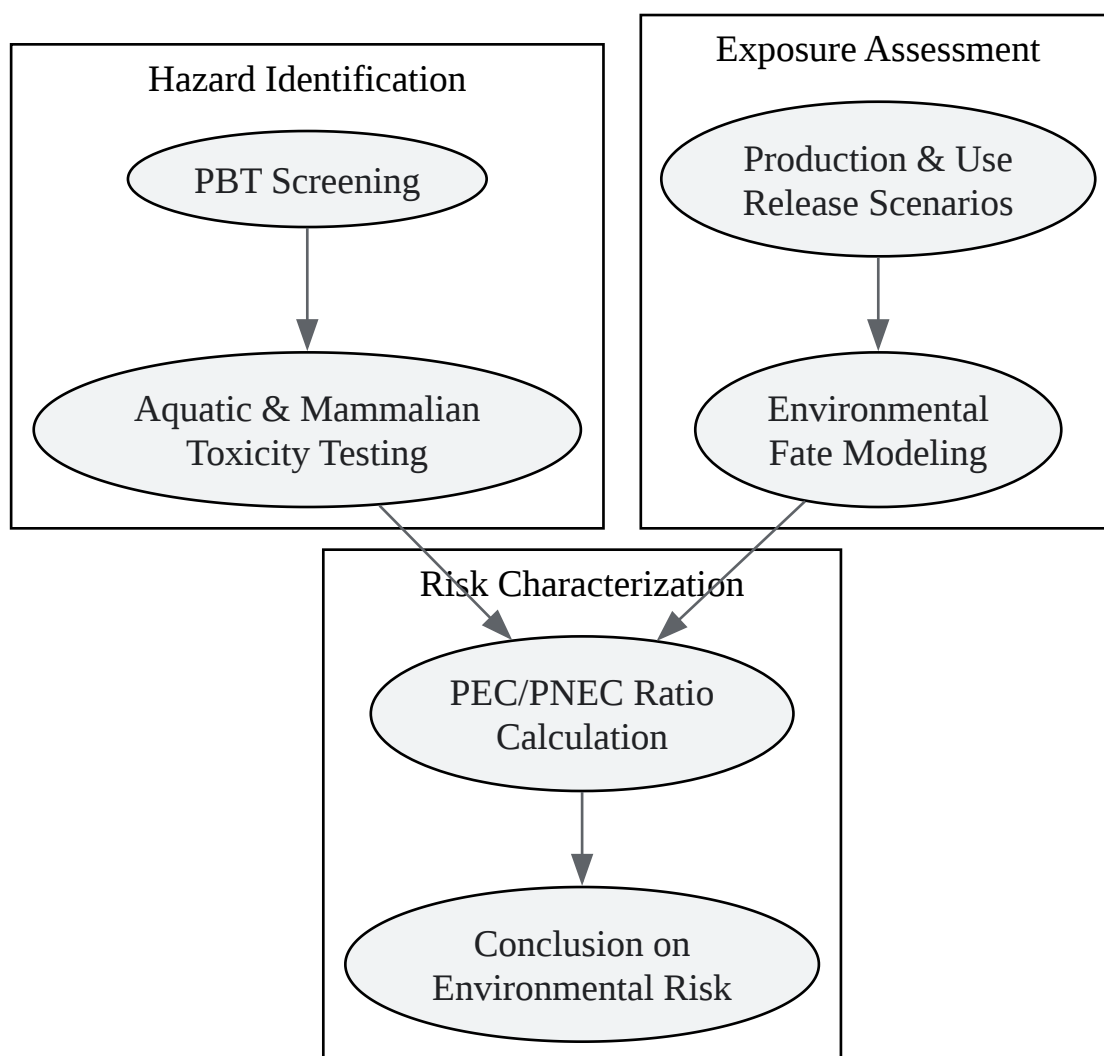 Hazard Identification
PBT Screening
Aquatic & Mammalian
Toxicity Testing
Exposure Assessment
Production & Use
Release Scenarios
Environmental
Fate Modeling
Risk Characterization
PEC/PNEC Ratio
Calculation
Conclusion on
Environmental Risk